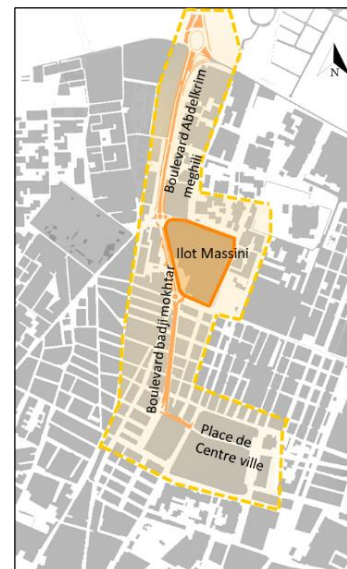 N
Boulevard Abdelkrim
meghili
Ilot Massini
Boulevard badji mokhtar
Place de
Centre ville